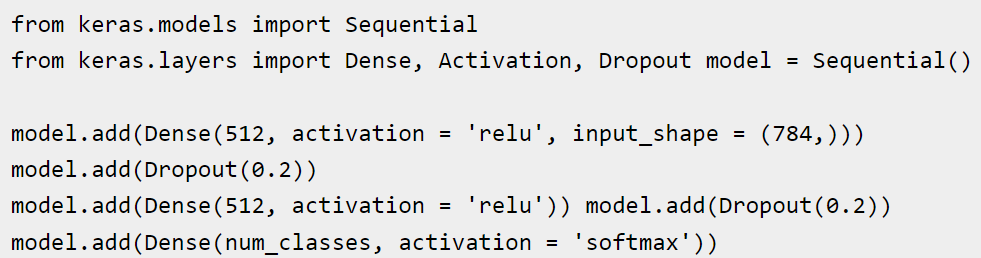 from keras.models import Sequential
from keras.layers import Dense, Activation, Dropout model = Sequential()
model.add(Dense(512, activation = 'relu', input_shape = (784,)))
model.add(Dropout(0.2))
model.add(Dense(512, activation = 'relu')) model.add(Dropout(0.2))
model.add(Dense(num_classes, activation = 'softmax'))